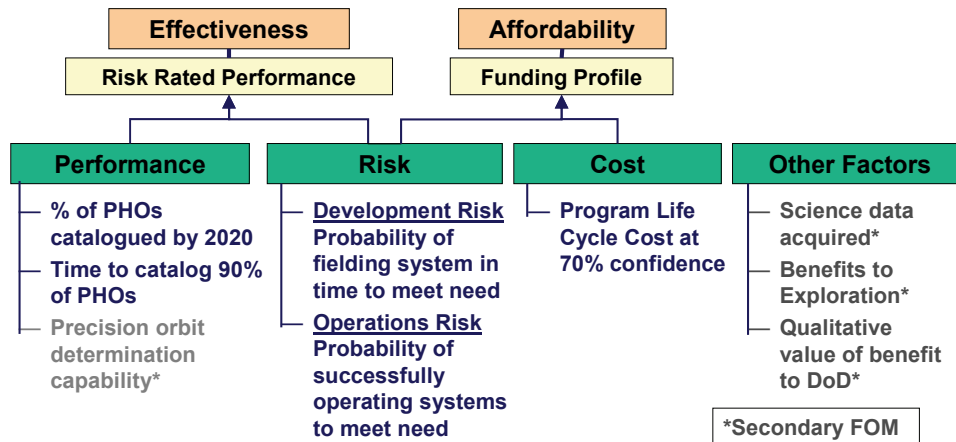 Effectiveness
Affordability
Risk Rated Performance
Funding Profile
Performance
% of PHOs
catalogued by 2020
Time to catalog 90%
of PHOs
Precision orbit
determination
capability*
Risk
Development Risk
Probability of
fielding system in
time to meet need
Operations Risk
Probability of
successfully
operating systems
to meet need
Cost
Program Life
Cycle Cost at
70% confidence
Other Factors
Science data
acquired*
Benefits to
Exploration*
Qualitative
value of benefit
to DoD*
*Secondary FOM